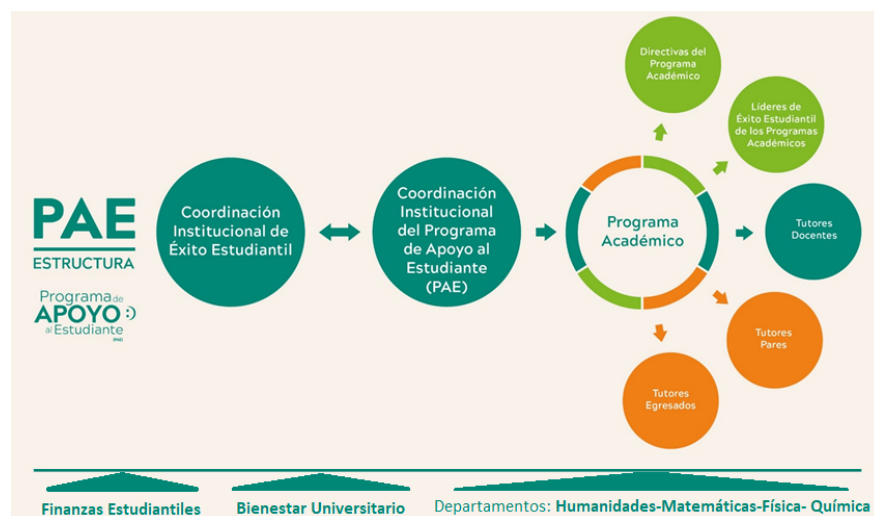 PAE
ESTRUCTURA
Programa de
APOYO :)
al Estudiante
(PAE)
Coordinación
Institucional de
Éxito Estudiantil
Coordinación
Institucional
del Programa
de Apoyo al
Estudiante
(PAE)
Programa
Académico
Directivas del
Programa
Académico
Líderes de
Éxito Estudiantil
de los Programas
Académicos
Tutores
Docentes
Tutores
Pares
Tutores
Egresados
Finanzas Estudiantiles
Bienestar Universitario
Departamentos: Humanidades-Matemáticas-Física- Química